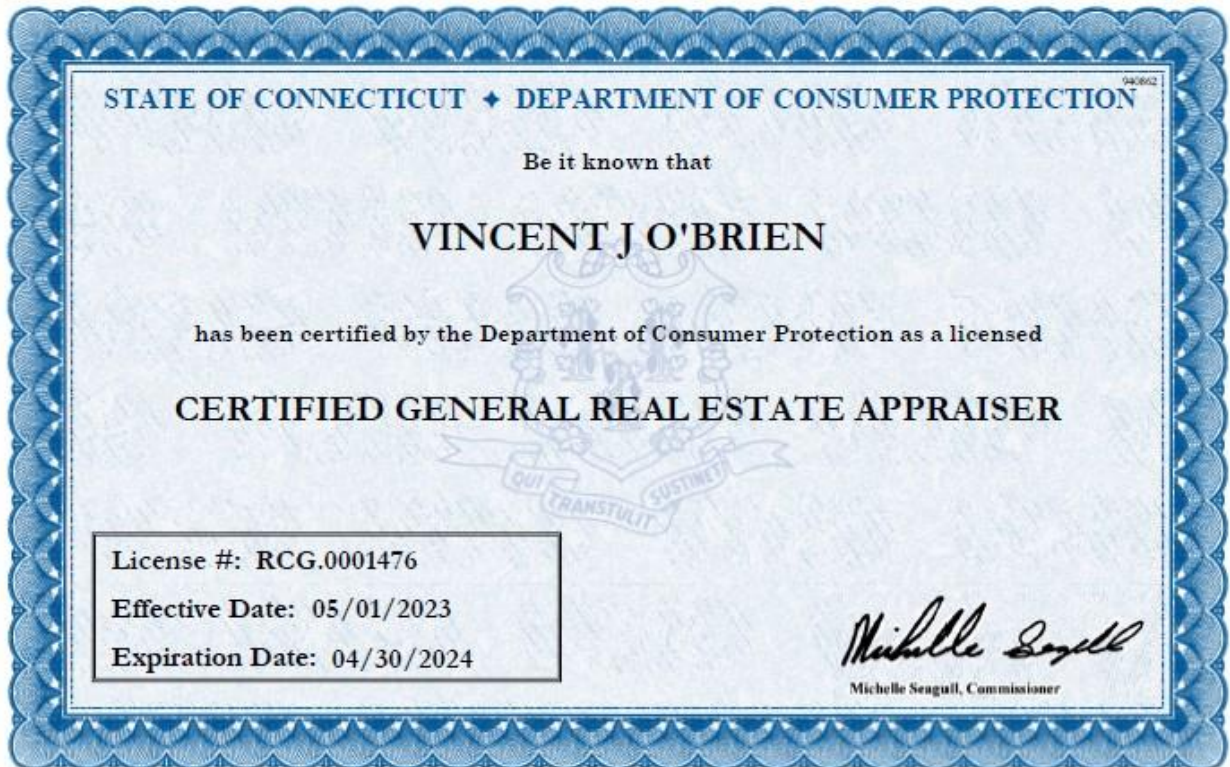 940862
STATE OF CONNECTICUT ✦ DEPARTMENT OF CONSUMER PROTECTION
Be it known that
VINCENT J O'BRIEN
has been certified by the Department of Consumer Protection as a licensed
CERTIFIED GENERAL REAL ESTATE APPRAISER
QUI TRANSTULIT SUSTINET
License #: RCG.0001476
Effective Date: 05/01/2023
Expiration Date: 04/30/2024
Michelle Seagull
Michelle Seagull, Commissioner